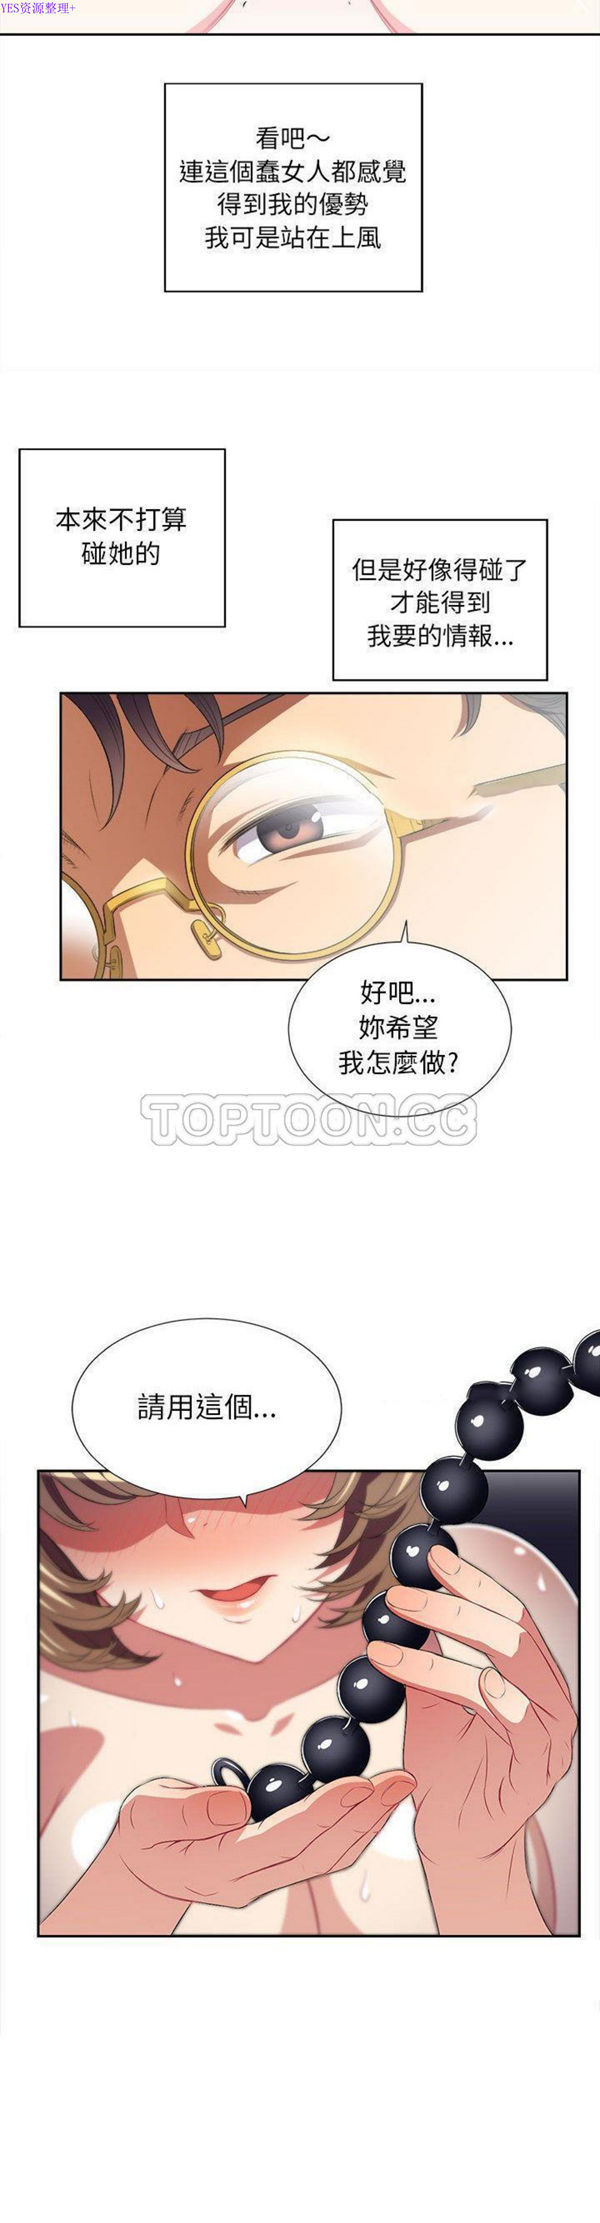 YES资源整理+
看吧～
連這個蠢女人都感覺
得到我的優勢
我可是站在上風
本來不打算
碰她的
但是好像得碰了
才能得到
我要的情報...
好吧...
妳希望
我怎麼做?
TOPTOON.CC
請用這個...